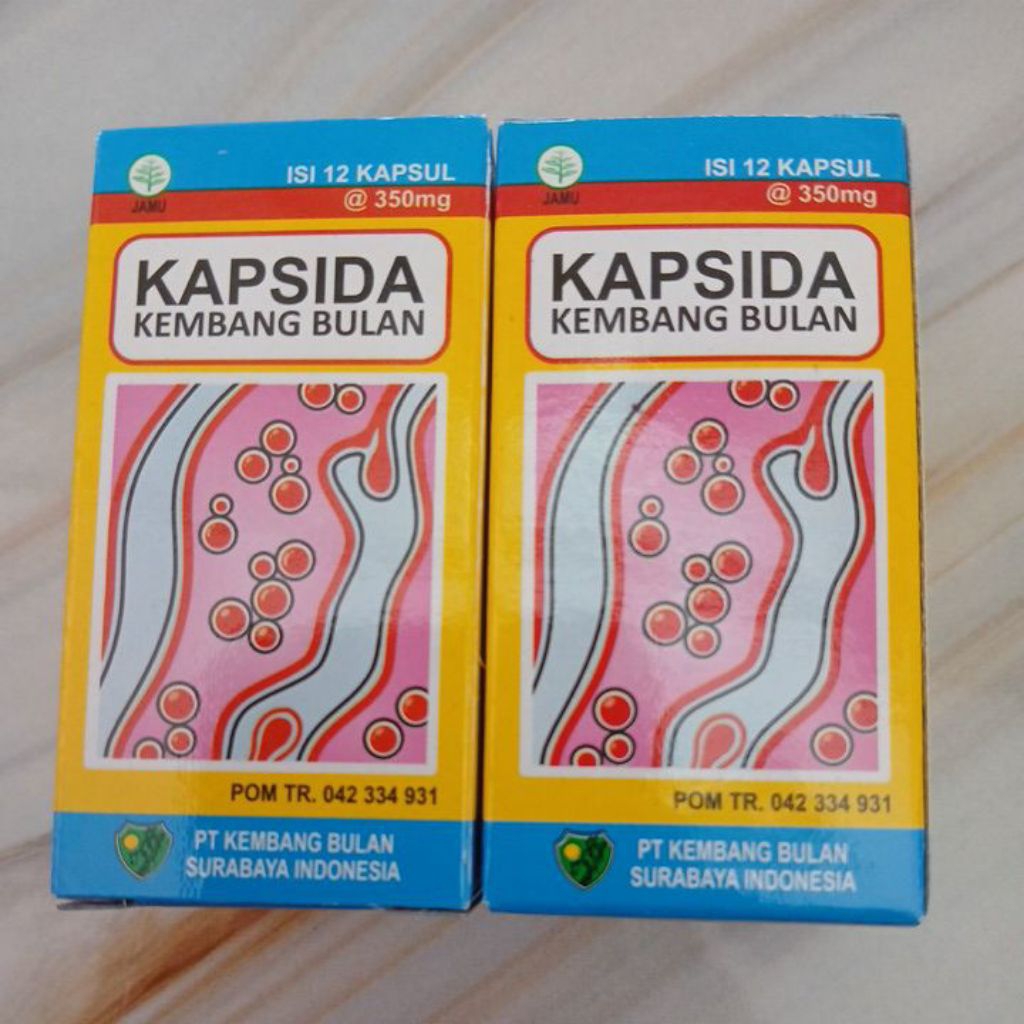 JAMU
ISI 12 KAPSUL
@ 350mg
KAPSIDA
KEMBANG BULAN
POM TR. 042 334 931
PT KEMBANG BULAN
SURABAYA INDONESIA
JAMU
ISI 12 KAPSUL
@ 350mg
KAPSIDA
KEMBANG BULAN
POM TR. 042 334 931
PT KEMBANG BULAN
SURABAYA INDONESIA